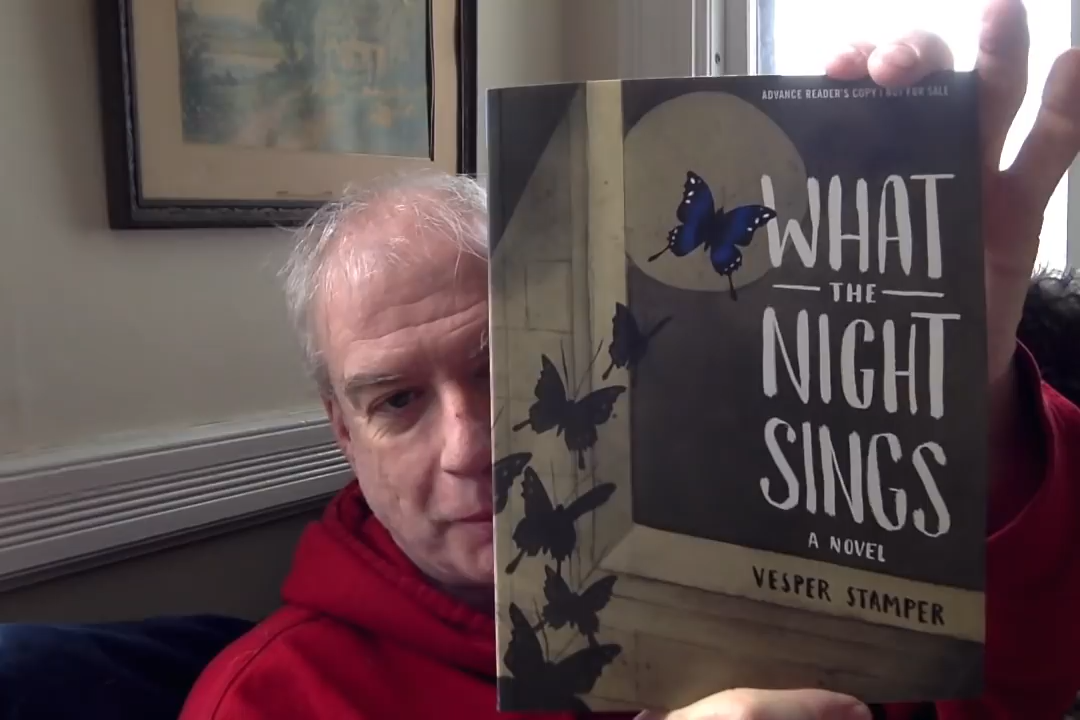 ADVANCE READER'S COPY | NOT FOR SALE
WHAT
THE
NIGHT
SINGS
A NOVEL
VESPER STAMPER